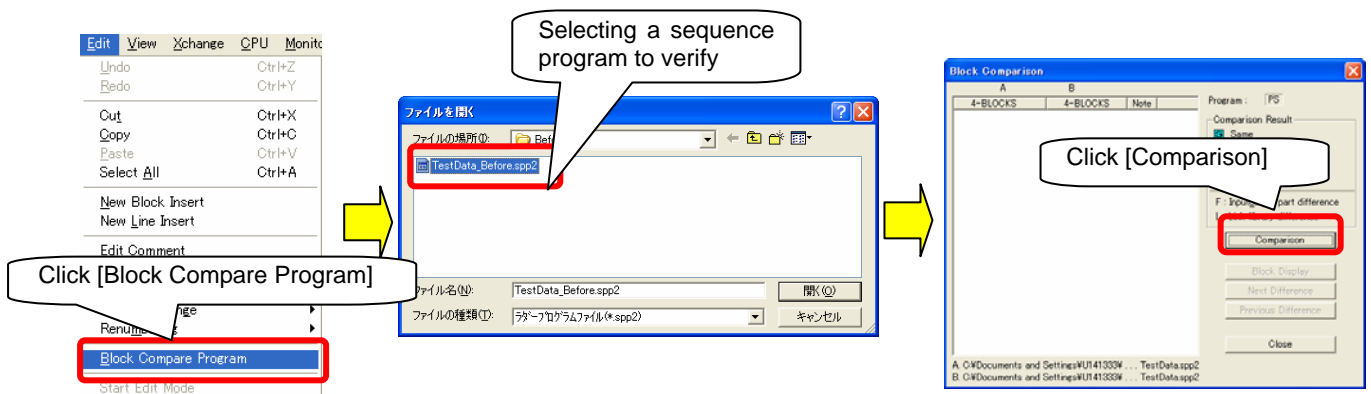 Edit View Xchange CPU Monito
Undo Ctrl+Z
Redo Ctrl+Y
Cut Ctrl+X
Copy Ctrl+C
Paste Ctrl+V
Select All Ctrl+A
New Block Insert
New Line Insert
Edit Comment
Click [Block Compare Program]
Block Compare Program
Start Edit Mode
Selecting a sequence
program to verify
ファイルを開く
ファイルの場所(I):
TestData_Before.spp2
ファイル名(N): TestData_Before.spp2 開く(O)
ファイルの種類(T): ラダープログラムファイル(*.spp2) キャンセル
Block Comparison
A B
4-BLOCKS 4-BLOCKS Note Program : PS
Comparison Result
Same
Click [Comparison]
part difference
Comparison
Block Display
Next Difference
Previous Difference
Close
A. C:¥Documents and Settings¥U141333¥ . . . TestData.spp2
B. C:¥Documents and Settings¥U141333¥ . . . TestData.spp2